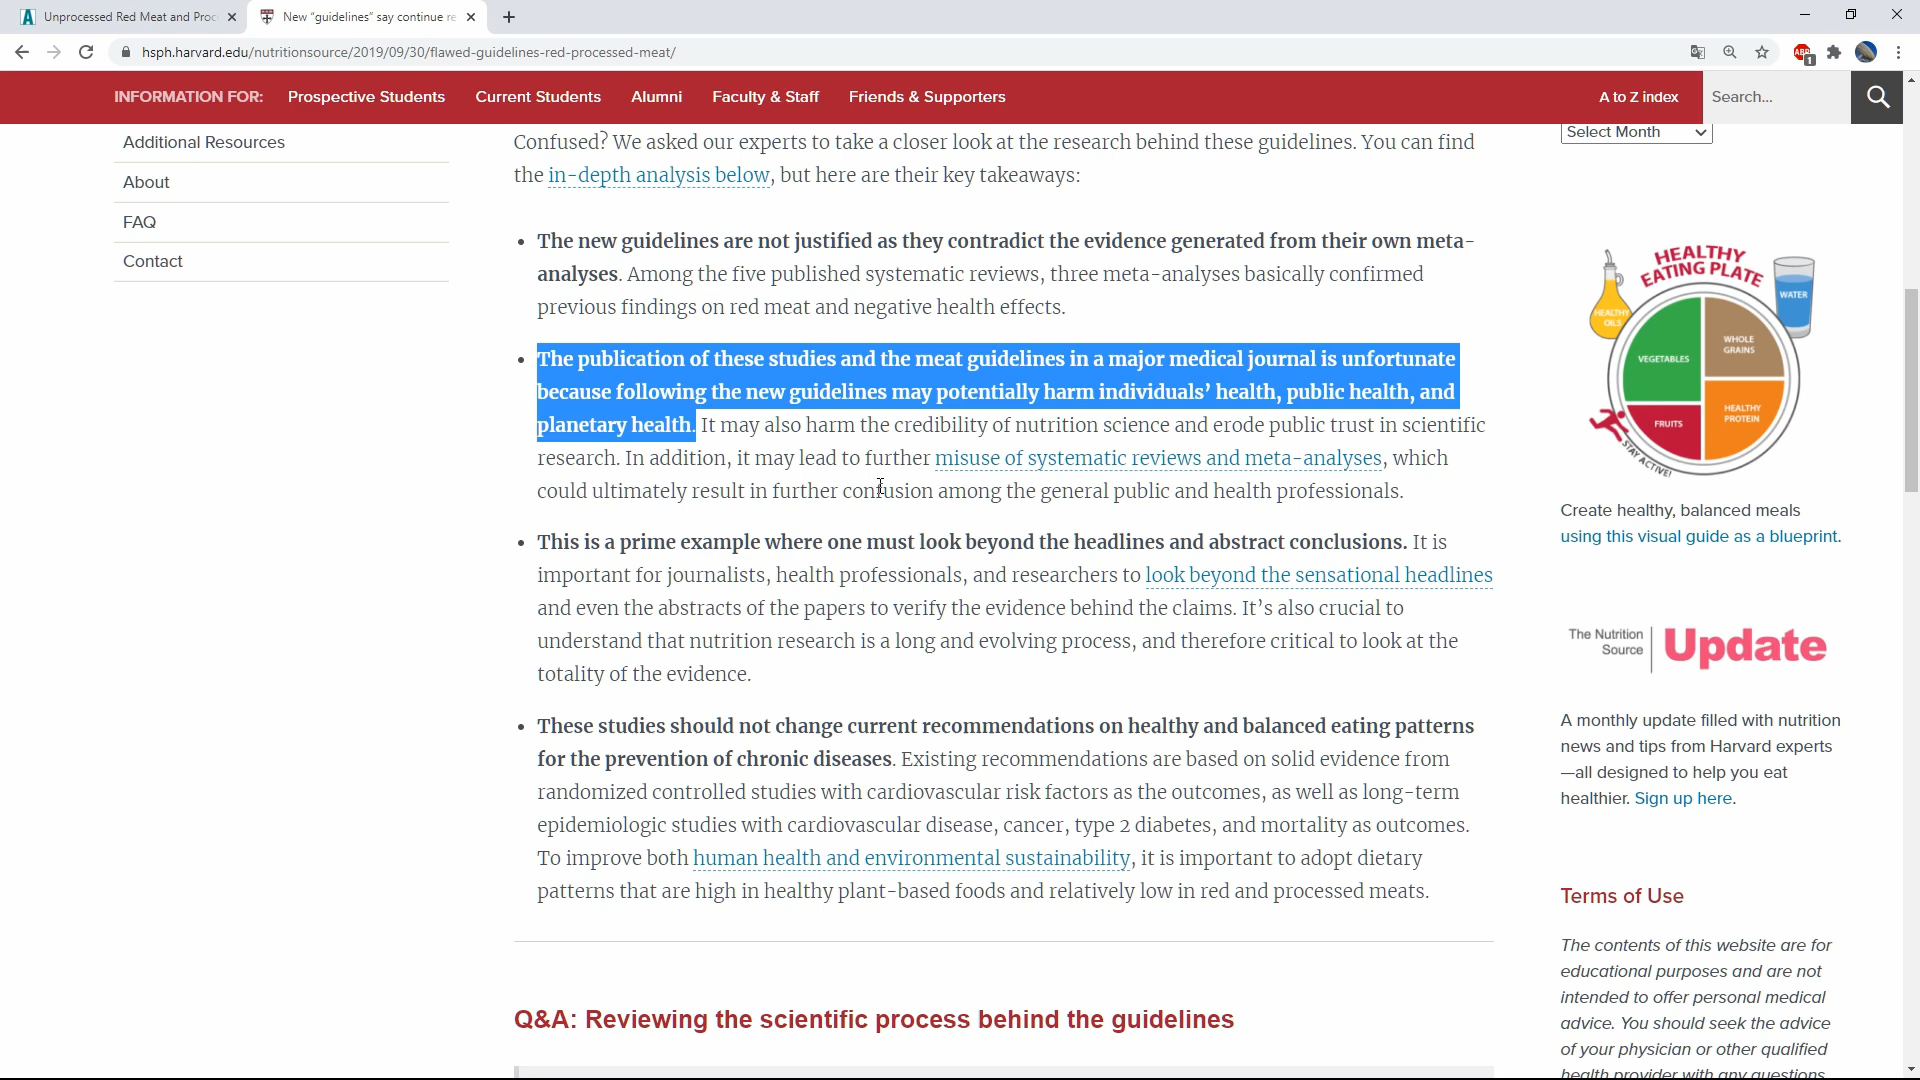 Unprocessed Red Meat and Proc
New "guidelines" say continue re
hsph.harvard.edu/nutritionsource/2019/09/30/flawed-guidelines-red-processed-meat/
ABP
1
INFORMATION FOR: Prospective Students Current Students Alumni Faculty & Staff Friends & Supporters A to Z index Search...
Additional Resources
About
FAQ
Contact
Confused? We asked our experts to take a closer look at the research behind these guidelines. You can find
the in-depth analysis below, but here are their key takeaways:
• The new guidelines are not justified as they contradict the evidence generated from their own meta-
analyses. Among the five published systematic reviews, three meta-analyses basically confirmed
previous findings on red meat and negative health effects.
• The publication of these studies and the meat guidelines in a major medical journal is unfortunate
because following the new guidelines may potentially harm individuals’ health, public health, and
planetary health. It may also harm the credibility of nutrition science and erode public trust in scientific
research. In addition, it may lead to further misuse of systematic reviews and meta-analyses, which
could ultimately result in further confusion among the general public and health professionals.
• This is a prime example where one must look beyond the headlines and abstract conclusions. It is
important for journalists, health professionals, and researchers to look beyond the sensational headlines
and even the abstracts of the papers to verify the evidence behind the claims. It’s also crucial to
understand that nutrition research is a long and evolving process, and therefore critical to look at the
totality of the evidence.
• These studies should not change current recommendations on healthy and balanced eating patterns
for the prevention of chronic diseases. Existing recommendations are based on solid evidence from
randomized controlled studies with cardiovascular risk factors as the outcomes, as well as long-term
epidemiologic studies with cardiovascular disease, cancer, type 2 diabetes, and mortality as outcomes.
To improve both human health and environmental sustainability, it is important to adopt dietary
patterns that are high in healthy plant-based foods and relatively low in red and processed meats.
Q&A: Reviewing the scientific process behind the guidelines
Select Month
HEALTHY
EATING PLATE
HEALTHY
OILS
WATER
VEGETABLES
WHOLE
GRAINS
FRUITS
HEALTHY
PROTEIN
STAY ACTIVE!
Create healthy, balanced meals
using this visual guide as a blueprint.
The Nutrition
Source
Update
A monthly update filled with nutrition
news and tips from Harvard experts
—all designed to help you eat
healthier. Sign up here.
Terms of Use
The contents of this website are for
educational purposes and are not
intended to offer personal medical
advice. You should seek the advice
of your physician or other qualified
health provider with any questions